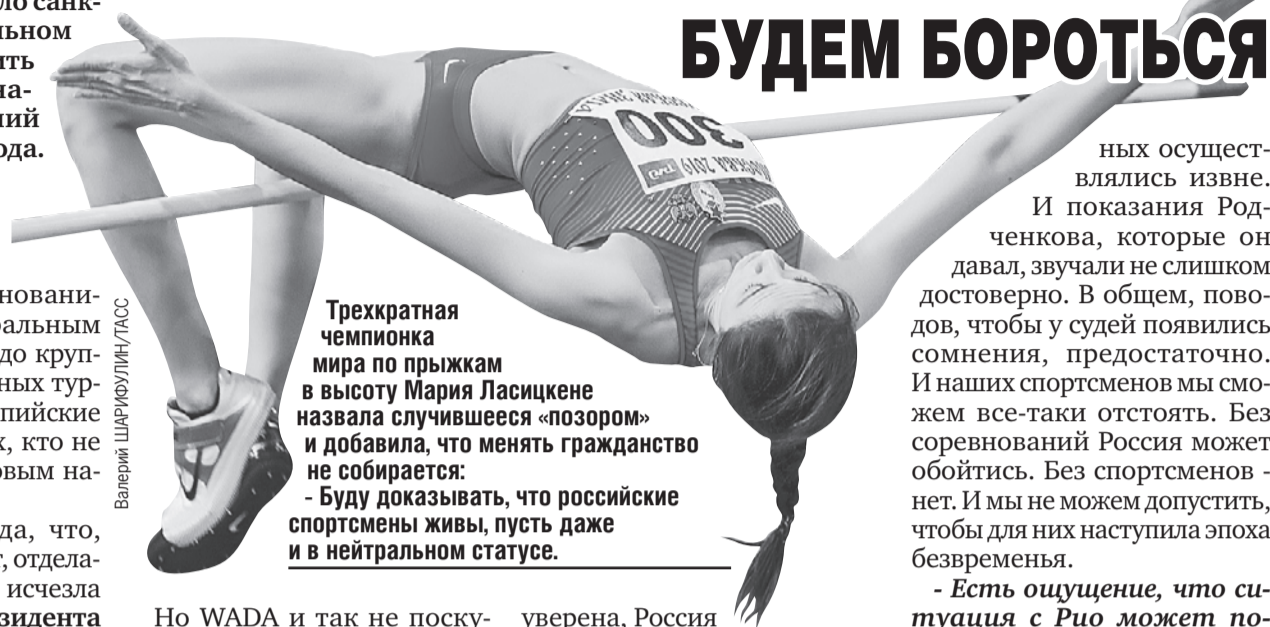 ло санк-
льном
ить
на-
ний
ода.
новани-
ральным
до круп-
ных тур-
пийские
х, кто не
овым на-
да, что,
т, отдела-
исчезла
зидента
Валерий ШАРИФУЛИН/ТАСС
БУДЕМ БОРОТЬСЯ
300
МОСКВА 2019
Трехкратная
чемпионка
мира по прыжкам
в высоту Мария Ласицкене
назвала случившееся «позором»
и добавила, что менять гражданство
не собирается:
- Буду доказывать, что российские
спортсмены живы, пусть даже
и в нейтральном статусе.
Но WADA и так не поску-
уверена, Россия
ных осущест-
влялись извне.
И показания Род-
ченкова, которые он
давал, звучали не слишком
достоверно. В общем, пово-
дов, чтобы у судей появились
сомнения, предостаточно.
И наших спортсменов мы смо-
жем все-таки отстоять. Без
соревнований Россия может
обойтись. Без спортсменов -
нет. И мы не можем допустить,
чтобы для них наступила эпоха
безвременья.
- Есть ощущение, что си-
туация с Рио может по-